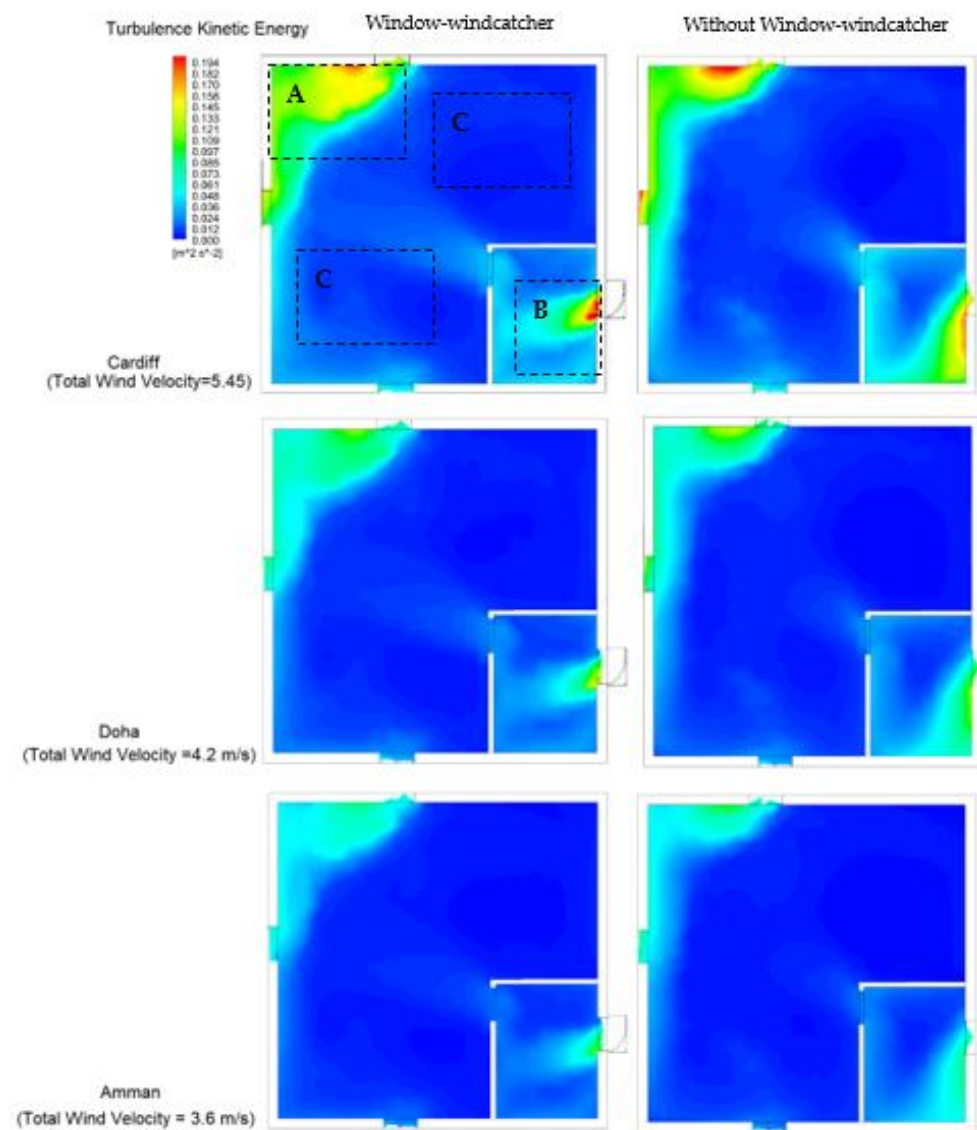 Window-windcatcher
Without Window-windcatcher
Turbulence Kinetic Energy
0.194
0.182
0.170
0.158
0.145
0.133
0.121
0.109
0.097
0.085
0.073
0.061
0.048
0.036
0.024
0.012
0.000
[m^2 s^-2]
A
C
C
B
Cardiff
(Total Wind Velocity=5.45)
Doha
(Total Wind Velocity =4.2 m/s)
Amman
(Total Wind Velocity = 3.6 m/s)